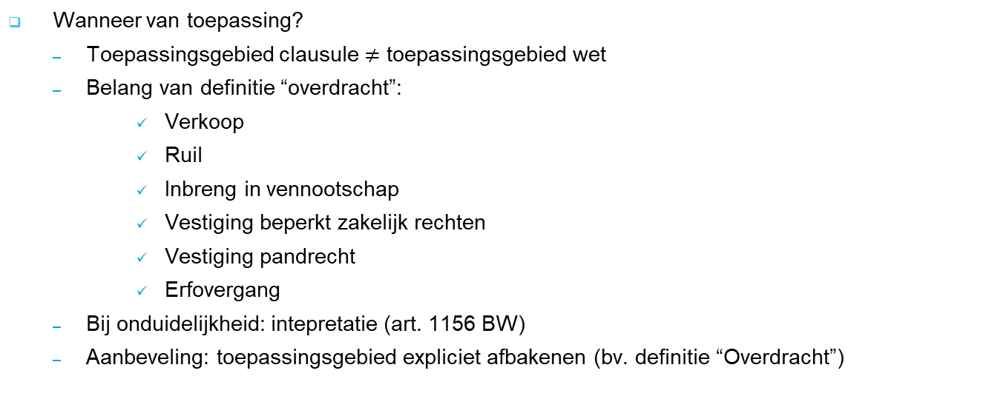 Wanneer van toepassing?
– Toepassingsgebied clausule ≠ toepassingsgebied wet
– Belang van definitie “overdracht”:
✓ Verkoop
✓ Ruil
✓ Inbreng in vennootschap
✓ Vestiging beperkt zakelijk rechten
✓ Vestiging pandrecht
✓ Erfovergang
– Bij onduidelijkheid: intepretatie (art. 1156 BW)
– Aanbeveling: toepassingsgebied expliciet afbakenen (bv. definitie “Overdracht”)